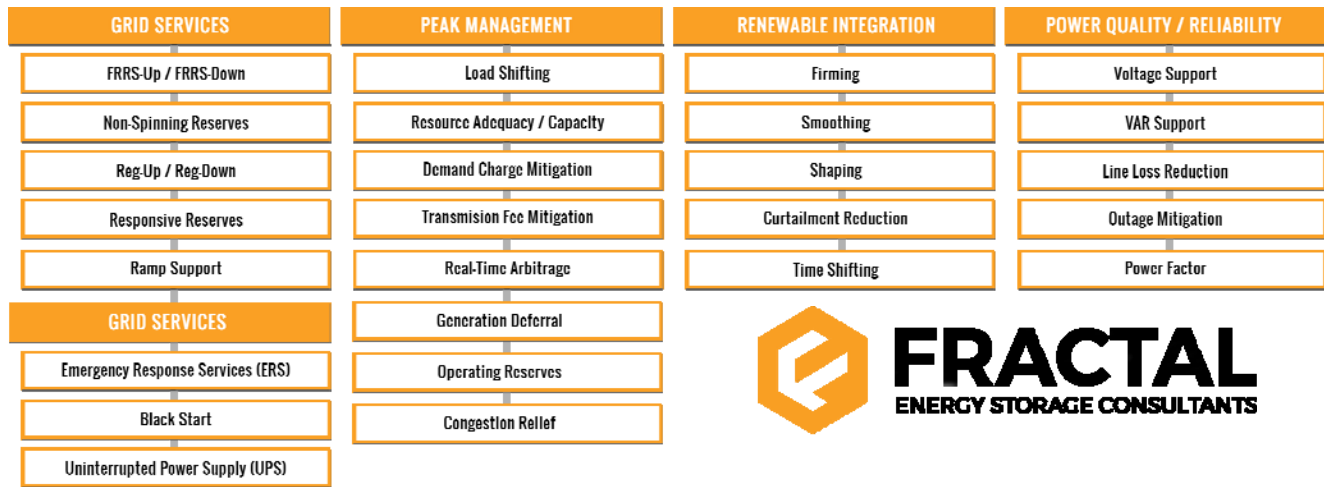 GRID SERVICES
FRRS-Up / FRRS-Down
Non-Spinning Reserves
Reg-Up / Reg-Down
Responsive Reserves
Ramp Support
GRID SERVICES
Emergency Response Services (ERS)
Black Start
Uninterrupted Power Supply (UPS)
PEAK MANAGEMENT
Load Shifting
Resource Adequacy / Capacity
Demand Charge Mitigation
Transmision Fee Mitigation
Real-Time Arbitrage
Generation Deferral
Operating Reserves
Congestion Relief
RENEWABLE INTEGRATION
Firming
Smoothing
Shaping
Curtailment Reduction
Time Shifting
POWER QUALITY / RELIABILITY
Voltage Support
VAR Support
Line Loss Reduction
Outage Mitigation
Power Factor
FRACTAL
ENERGY STORAGE CONSULTANTS